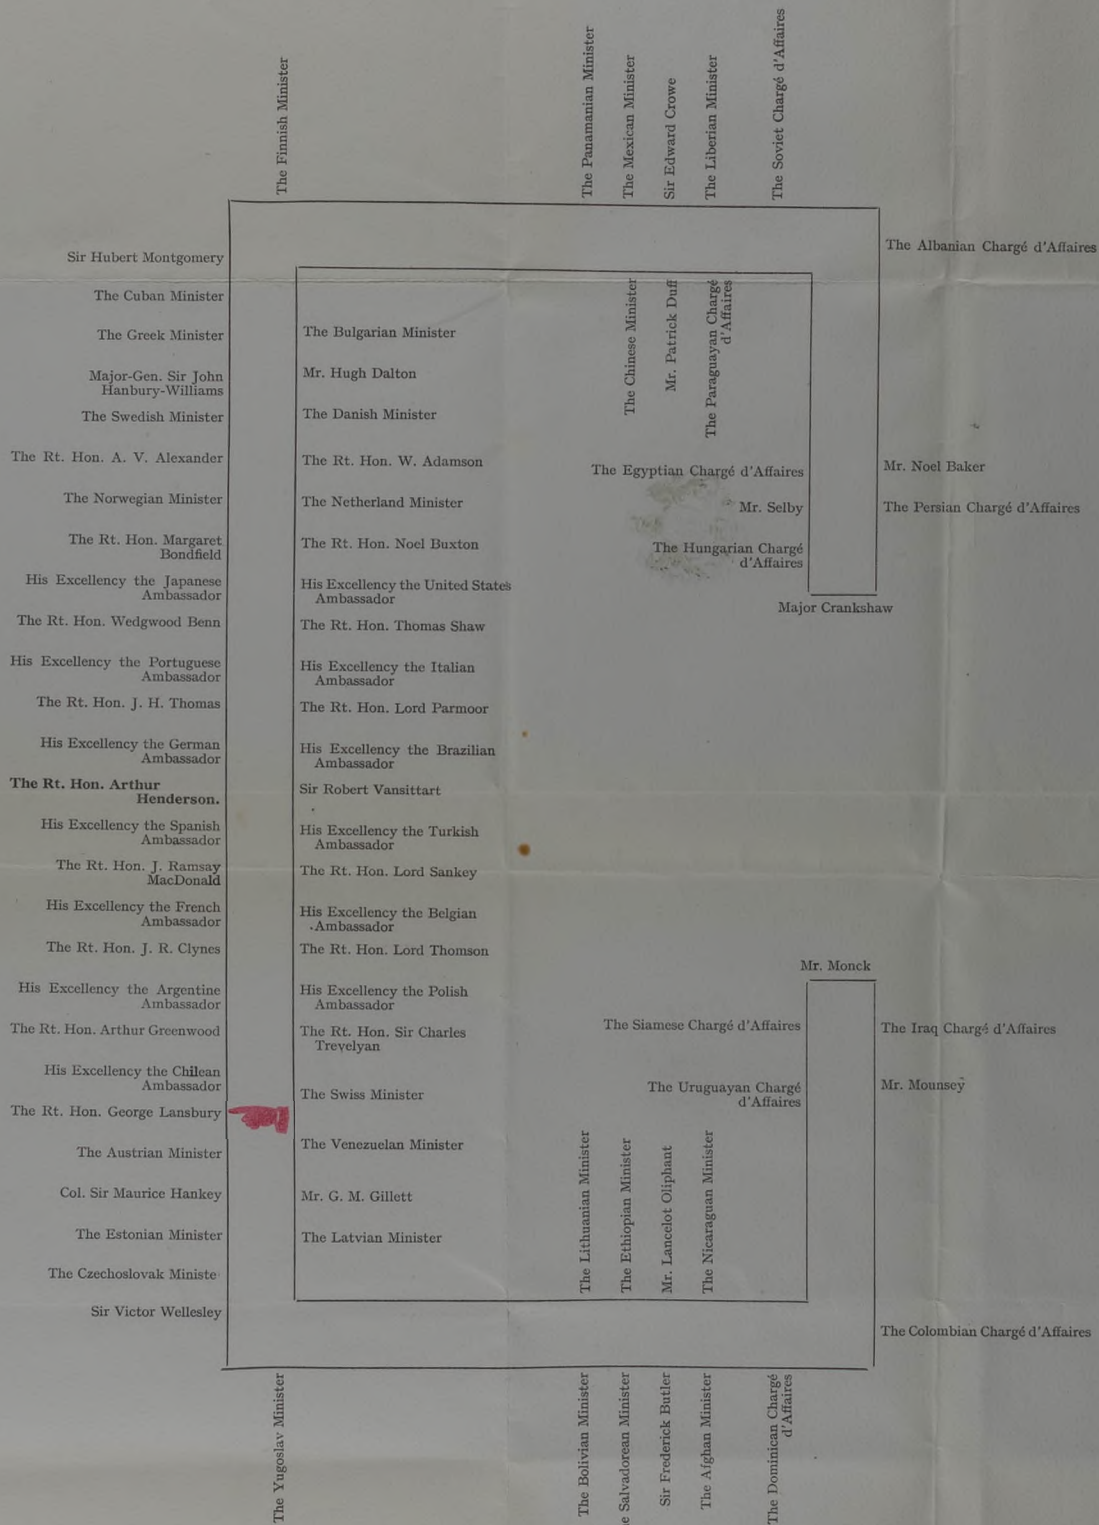 The Finnish Minister
The Panamanian Minister
The Mexican Minister
Sir Edward Crowe
The Liberian Minister
The Soviet Chargé d'Affaires
Sir Hubert Montgomery
The Cuban Minister
The Greek Minister
Major-Gen. Sir John
Hanbury-Williams
The Swedish Minister
The Rt. Hon. A. V. Alexander
The Norwegian Minister
The Rt. Hon. Margaret
Bondfield
His Excellency the Japanese
Ambassador
The Rt. Hon. Wedgwood Benn
His Excellency the Portuguese
Ambassador
The Rt. Hon. J. H. Thomas
His Excellency the German
Ambassador
The Rt. Hon. Arthur
Henderson.
His Excellency the Spanish
Ambassador
The Rt. Hon. J. Ramsay
MacDonald
His Excellency the French
Ambassador
The Rt. Hon. J. R. Clynes
His Excellency the Argentine
Ambassador
The Rt. Hon. Arthur Greenwood
His Excellency the Chilean
Ambassador
The Rt. Hon. George Lansbury
The Austrian Minister
Col. Sir Maurice Hankey
The Estonian Minister
The Czechoslovak Ministe
Sir Victor Wellesley
The Bulgarian Minister
Mr. Hugh Dalton
The Danish Minister
The Rt. Hon. W. Adamson
The Netherland Minister
The Rt. Hon. Noel Buxton
His Excellency the United States
Ambassador
The Rt. Hon. Thomas Shaw
His Excellency the Italian
Ambassador
The Rt. Hon. Lord Parmoor
His Excellency the Brazilian
Ambassador
Sir Robert Vansittart
His Excellency the Turkish
Ambassador
The Rt. Hon. Lord Sankey
His Excellency the Belgian
Ambassador
The Rt. Hon. Lord Thomson
His Excellency the Polish
Ambassador
The Rt. Hon. Sir Charles
Trevelyan
The Swiss Minister
The Venezuelan Minister
Mr. G. M. Gillett
The Latvian Minister
The Chinese Minister
Mr. Patrick Duff
The Paraguayan Chargé
d'Affaires
The Egyptian Chargé d'Affaires
Mr. Selby
The Hungarian Chargé
d'Affaires
The Albanian Chargé d'Affaires
Mr. Noel Baker
The Persian Chargé d'Affaires
Major Crankshaw
Mr. Monck
The Siamese Chargé d'Affaires
The Uruguayan Chargé
d'Affaires
The Iraq Chargé d'Affaires
Mr. Mounsey
The Lithuanian Minister
The Ethiopian Minister
Mr. Lancelot Oliphant
The Nicaraguan Minister
The Colombian Chargé d'Affaires
The Yugoslav Minister
The Bolivian Minister
e Salvadorean Minister
Sir Frederick Butler
The Afghan Minister
The Dominican Chargé
d'Affaires